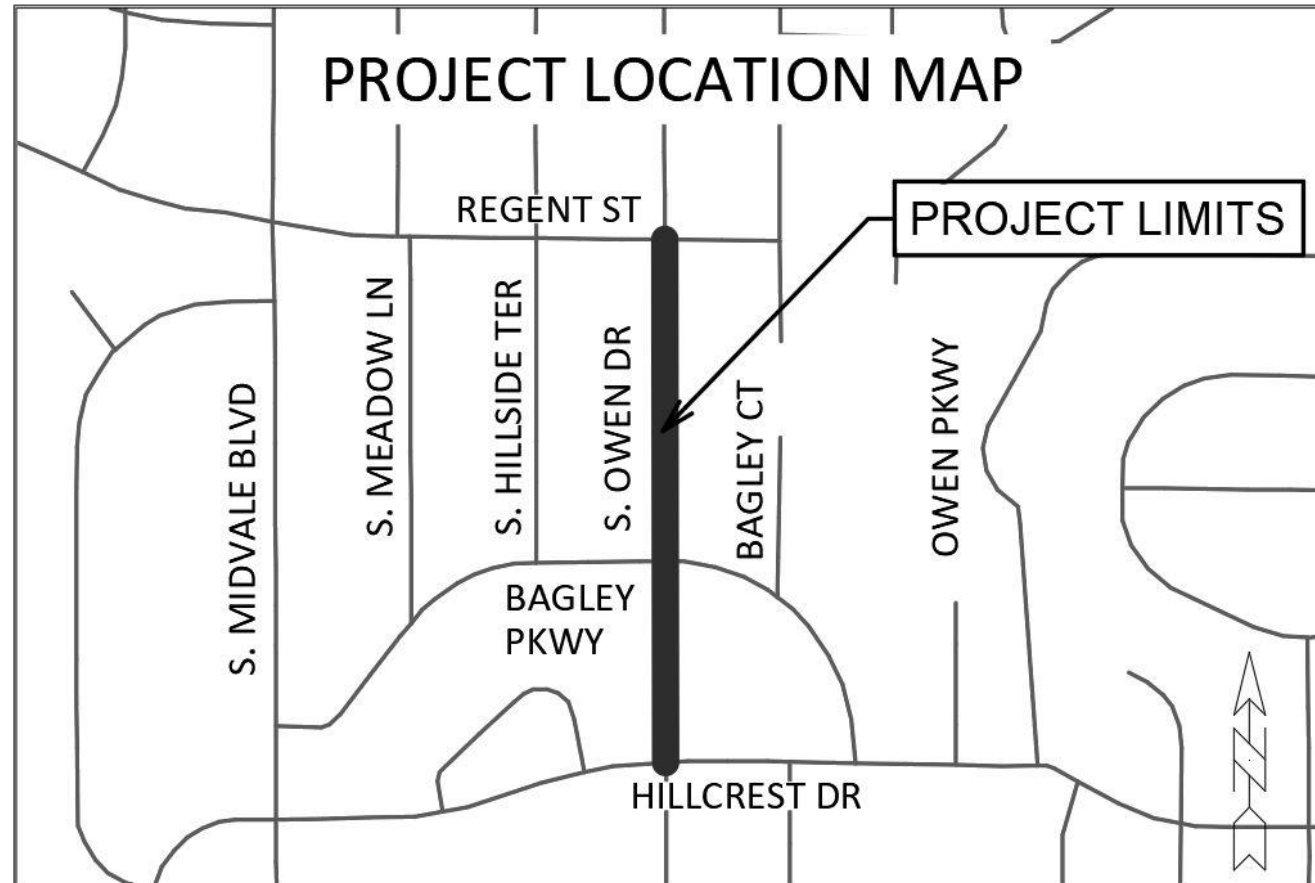 PROJECT LOCATION MAP
REGENT ST
PROJECT LIMITS
S. MIDVALE BLVD
S. MEADOW LN
S. HILLSIDE TER
S. OWEN DR
BAGLEY CT
OWEN PKWY
BAGLEY
PKWY
HILLCREST DR
N